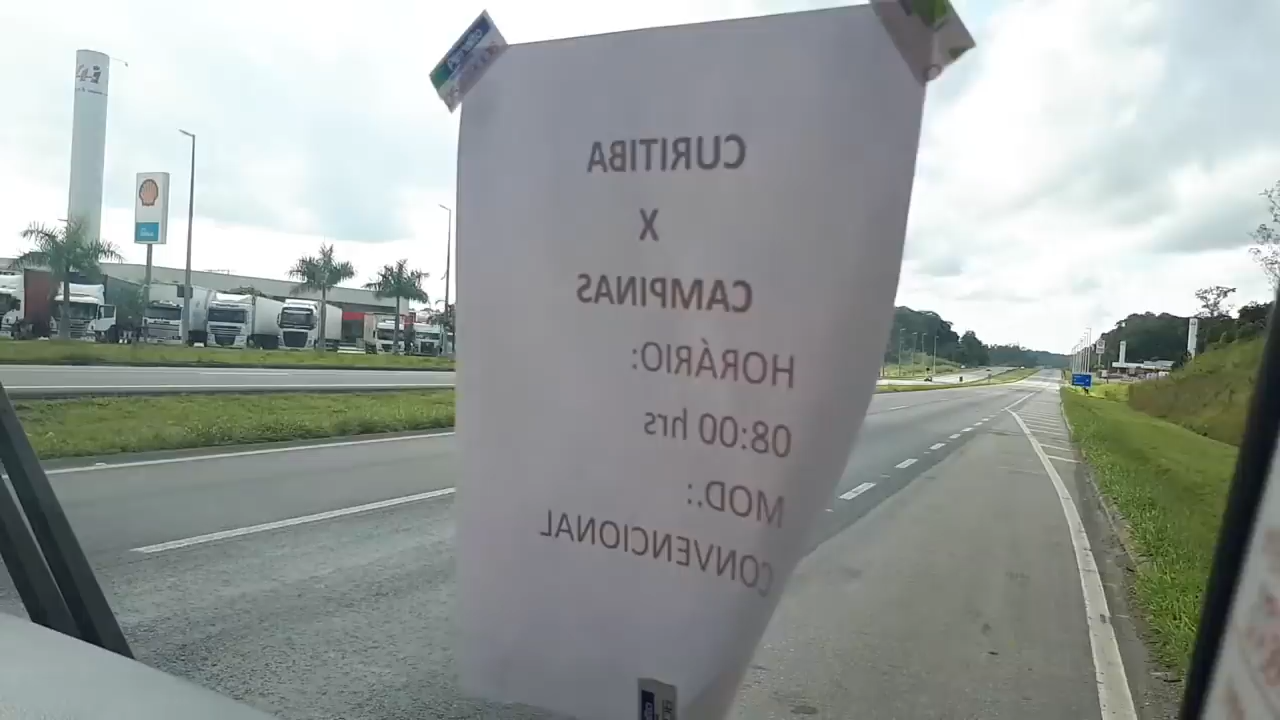 CURITIBA
X
CAMPINAS
HORÁRIO:
08:00 hrs
MOD.:
CONVENCIONAL